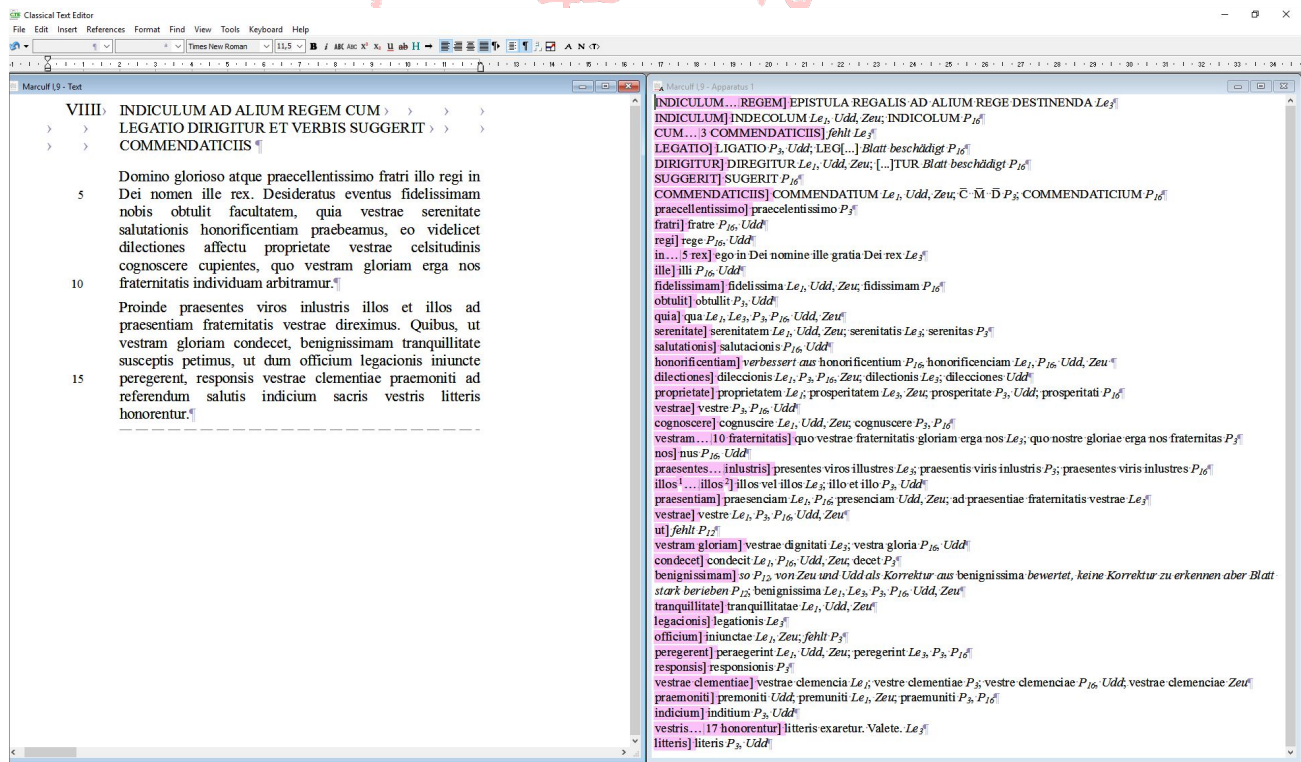 Classical Text Editor
File Edit Insert References Format Find View Tools Keyboard Help
Times New Roman 11,5 B i ABC ABC X² X₂ U ab H A N
Marculf I,9 - Text
VIIII INDICULUM AD ALIUM REGEM CUM
LEGATIO DIRIGITUR ET VERBIS SUGGERIT
COMMENDATICIIS ¶
Domino glorioso atque praecellentissimo fratri illo regi in
5 Dei nomen ille rex. Desideratus eventus fidelissimam
nobis obtulit facultatem, quia vestrae serenitate
salutationis honorificentiam praebeamus, eo videlicet
dilectiones affectu proprietate vestrae celsitudinis
cognoscere cupientes, quo vestram gloriam erga nos
10 fraternitatis individuam arbitramur.¶
Proinde praesentes viros inlustris illos et illos ad
praesentiam fraternitatis vestrae direximus. Quibus, ut
vestram gloriam condecet, benignissimam tranquillitate
susceptis petimus, ut dum officium legacionis iniuncte
15 peregerent, responsis vestrae clementiae praemoniti ad
referendum salutis indicium sacris vestris litteris
honorentur.¶
Marculf I,9 - Apparatus 1
INDICULUM… REGEM] EPISTULA REGALIS AD ALIUM REGE DESTINENDA Le₃¶
INDICULUM] INDECOLUM Le₁, Udd, Zeu; INDICOLUM P₁₆¶
CUM… 3 COMMENDATICIIS] fehlt Le₃¶
LEGATIO] LIGATIO P₃, Udd; LEG[...] Blatt beschädigt P₁₆¶
DIRIGITUR] DIREGITUR Le₁, Udd, Zeu; [...]TUR Blatt beschädigt P₁₆¶
SUGGERIT] SUGERIT P₁₆¶
COMMENDATICIIS] COMMENDATIUM Le₁, Udd, Zeu; C̄ M̄ D̄ P₃; COMMENDATICIUM P₁₆¶
praecellentissimo] praecelentissimo P₃¶
fratri] fratre P₁₆, Udd¶
regi] rege P₁₆, Udd¶
in… 5 rex] ego in Dei nomine ille gratia Dei rex Le₃¶
ille] illi P₁₆, Udd¶
fidelissimam] fidelissima Le₁, Udd, Zeu; fidissimam P₁₆¶
obtulit] obtullit P₃, Udd¶
quia] qua Le₁, Le₃, P₃, P₁₆, Udd, Zeu¶
serenitate] serenitatem Le₁, Udd, Zeu; serenitatis Le₃; serenitas P₃¶
salutationis] salutacionis P₁₆, Udd¶
honorificentiam] verbessert aus honorificentium P₁₆, honorificenciam Le₁, P₁₆, Udd, Zeu ¶
dilectiones] dileccionis Le₁, P₃, P₁₆, Zeu; dilectionis Le₃; dilecciones Udd¶
proprietate] proprietatem Le₁; prosperitatem Le₃, Zeu; prosperitate P₃, Udd; prosperitati P₁₆¶
vestrae] vestre P₃, P₁₆, Udd¶
cognoscere] cognuscire Le₁, Udd, Zeu; cognuscere P₃, P₁₆¶
vestram… 10 fraternitatis] quo vestrae fraternitatis gloriam erga nos Le₃; quo nostre gloriae erga nos fraternitas P₃¶
nos] nus P₁₆, Udd¶
praesentes… inlustris] presentes viros illustres Le₃; praesentis viris inlustris P₃; praesentes viris inlustres P₁₆¶
illos¹… illos²] illos vel illos Le₃; illo et illo P₃, Udd¶
praesentiam] praesenciam Le₁, P₁₆; presenciam Udd, Zeu; ad praesentiae fraternitatis vestrae Le₃¶
vestrae] vestre Le₁, P₃, P₁₆, Udd, Zeu¶
ut] fehlt P₁₂¶
vestram gloriam] vestrae dignitati Le₃; vestra gloria P₁₆, Udd¶
condecet] condecit Le₁, P₁₆, Udd, Zeu; decet P₃¶
benignissimam] so P₁₂, von Zeu und Udd als Korrektur aus benignissima bewertet, keine Korrektur zu erkennen aber Blatt
stark berieben P₁₂; benignissima Le₁, Le₃, P₃, P₁₆, Udd, Zeu¶
tranquillitate] tranquillitatae Le₁, Udd, Zeu¶
legacionis] legationis Le₃¶
officium] iniunctae Le₁, Zeu; fehlt P₃¶
peregerent] peraegerint Le₁, Udd, Zeu; peregerint Le₃, P₃, P₁₆¶
responsis] responsionis P₃¶
vestrae clementiae] vestrae clemencia Le₁; vestre clementiae P₃; vestre clemenciae P₁₆, Udd; vestrae clemenciae Zeu¶
praemoniti] premoniti Udd; premuniti Le₁, Zeu; praemuniti P₃, P₁₆¶
indicium] inditium P₃, Udd¶
vestris… 17 honorentur] litteris exaretur. Valete. Le₃¶
litteris] literis P₃, Udd¶